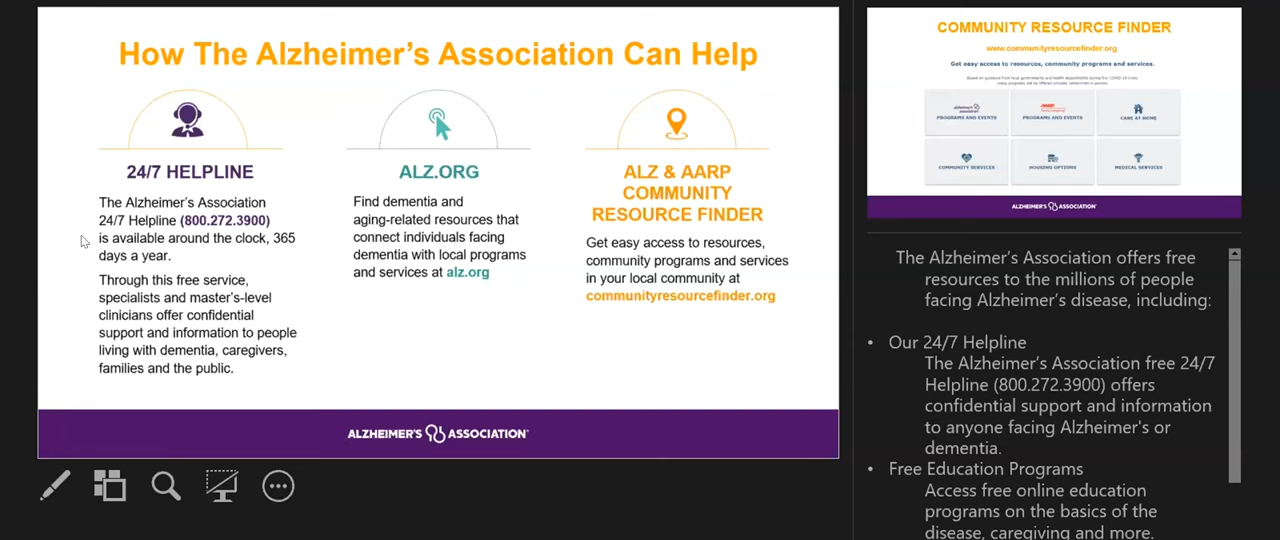 How The Alzheimer's Association Can Help
24/7 HELPLINE
The Alzheimer's Association
24/7 Helpline (800.272.3900)
is available around the clock, 365
days a year.
Through this free service,
specialists and master's-level
clinicians offer confidential
support and information to people
living with dementia, caregivers,
families and the public.
ALZ.ORG
Find dementia and
aging-related resources that
connect individuals facing
dementia with local programs
and services at alz.org
ALZ & AARP
COMMUNITY
RESOURCE FINDER
Get easy access to resources,
community programs and services
in your local community at
communityresourcefinder.org
ALZHEIMER'S ASSOCIATION®
COMMUNITY RESOURCE FINDER
www.communityresourcefinder.org
Get easy access to resources, community programs and services.
alzheimer's association
PROGRAMS AND EVENTS
AARP
PROGRAMS AND EVENTS
CARE AT HOME
COMMUNITY SERVICES
HOUSING OPTIONS
MEDICAL SERVICES
ALZHEIMER'S ASSOCIATION®
The Alzheimer's Association offers free
resources to the millions of people
facing Alzheimer's disease, including:
• Our 24/7 Helpline
The Alzheimer's Association free 24/7
Helpline (800.272.3900) offers
confidential support and information
to anyone facing Alzheimer's or
dementia.
• Free Education Programs
Access free online education
programs on the basics of the
disease, caregiving and more.